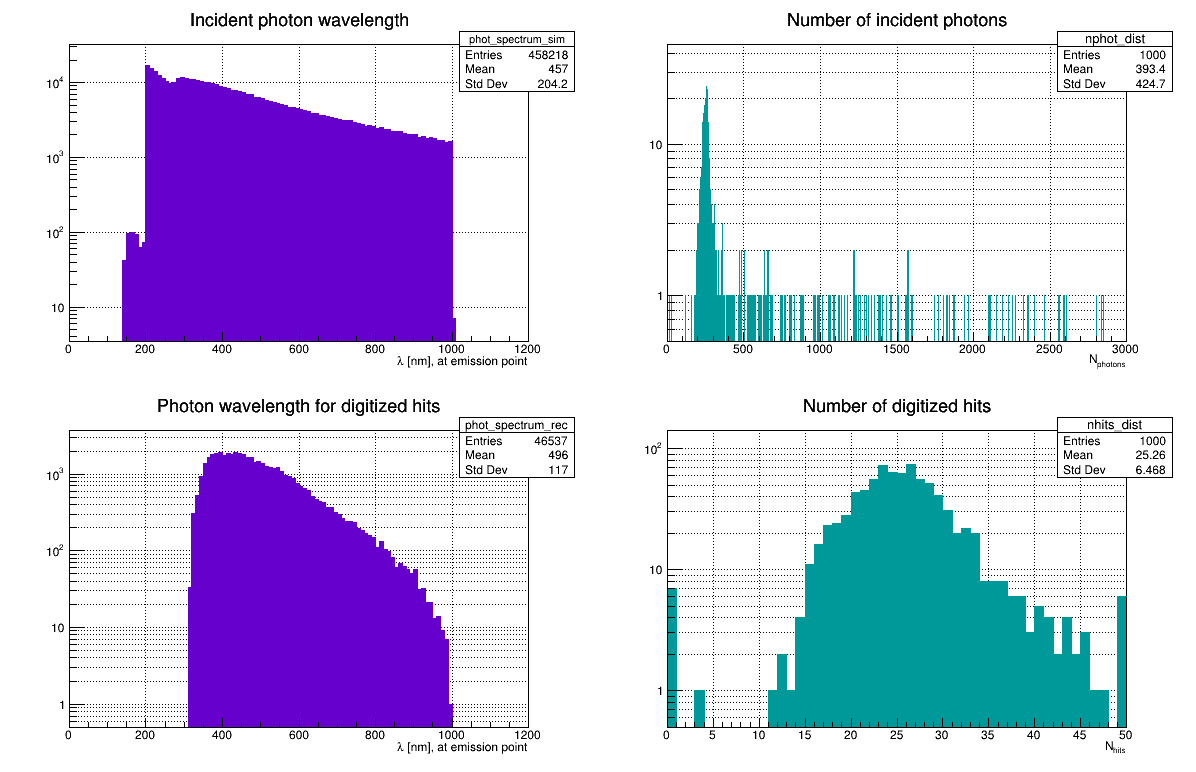 Incident photon wavelength
phot_spectrum_sim
Entries 458218
Mean 457
Std Dev 204.2
10^4
10^3
10^2
10
0 200 400 600 800 1000 1200
λ [nm], at emission point
Number of incident photons
nphot_dist
Entries 1000
Mean 393.4
Std Dev 424.7
10
1
0 500 1000 1500 2000 2500 3000
N_photons
Photon wavelength for digitized hits
phot_spectrum_rec
Entries 46537
Mean 496
Std Dev 117
10^3
10^2
10
1
0 200 400 600 800 1000 1200
λ [nm], at emission point
Number of digitized hits
nhits_dist
Entries 1000
Mean 25.26
Std Dev 6.468
10^2
10
1
0 5 10 15 20 25 30 35 40 45 50
N_hits